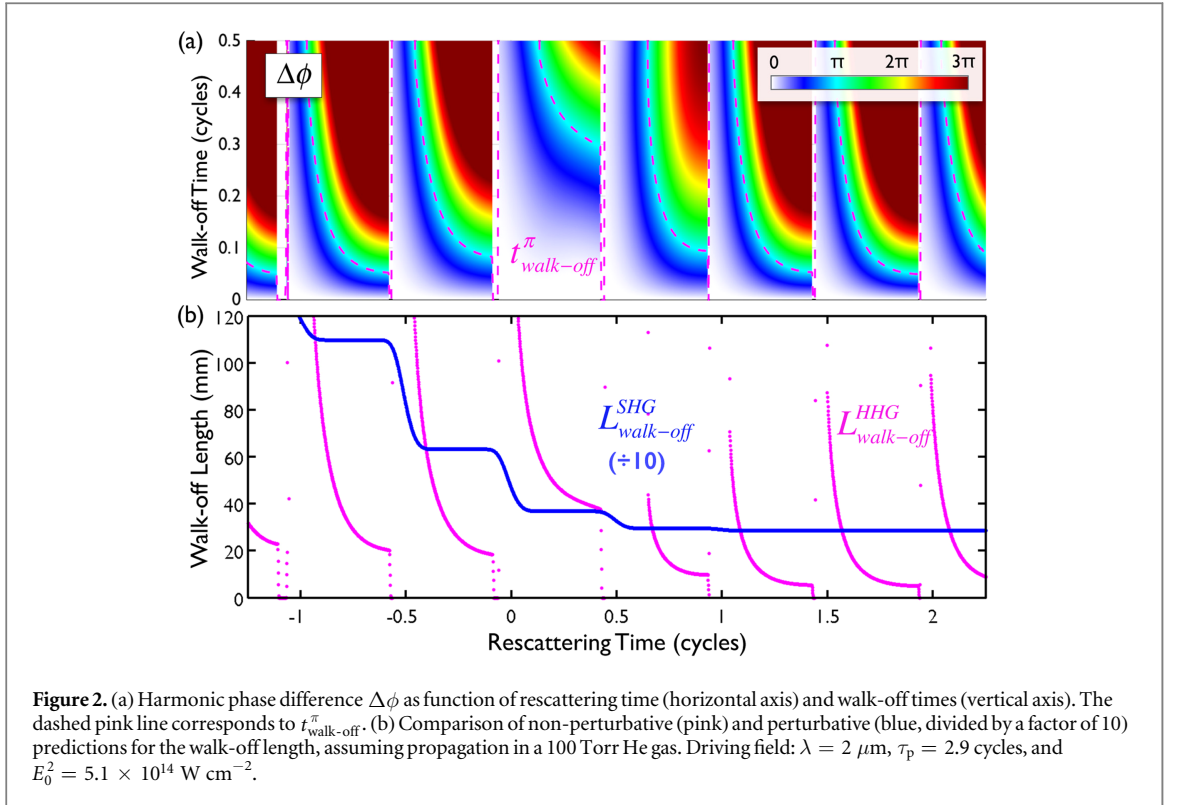 (a)
0.5
0.4
0.3
0.2
0.1
0
Walk-off Time (cycles)
Δϕ
0 π 2π 3π
t^π_walk−off
(b)
120
100
80
60
40
20
0
Walk-off Length (mm)
L^SHG_walk−off
(÷10)
L^HHG_walk−off
-1 -0.5 0 0.5 1 1.5 2
Rescattering Time (cycles)
Figure 2. (a) Harmonic phase difference Δϕ as function of rescattering time (horizontal axis) and walk-off times (vertical axis). The
dashed pink line corresponds to t^π_walk-off. (b) Comparison of non-perturbative (pink) and perturbative (blue, divided by a factor of 10)
predictions for the walk-off length, assuming propagation in a 100 Torr He gas. Driving field: λ = 2 μm, τ_p = 2.9 cycles, and
E_0^2 = 5.1 × 10^14 W cm^−2.